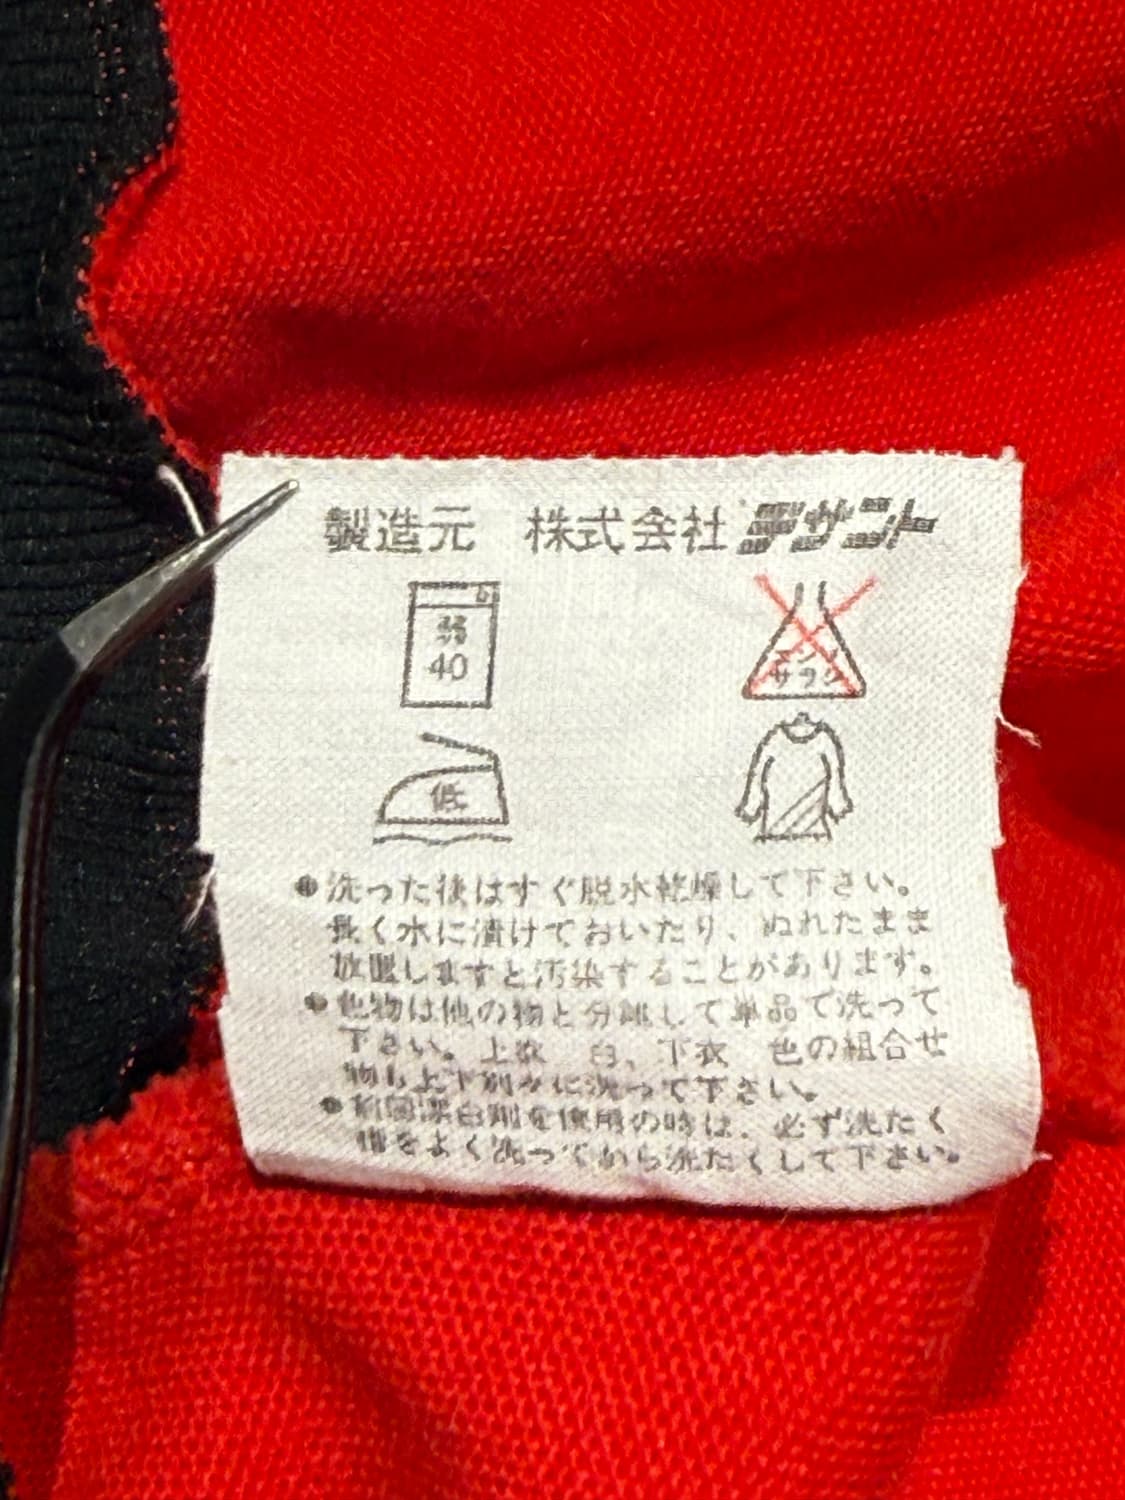 製造元 株式会社デサント
弱
40
エンソ
サラシ
低
●洗った後はすぐ脱水乾燥して下さい。
長く水に漬けておいたり、ぬれたまま
放置しますと汚染することがあります。
●色物は他の物と分離して単品で洗って
下さい。上衣 白、下衣 色の組合せ
物も上下別々に洗って下さい。
●漂白剤を使用の時は、必ず洗たく
をよく洗ってから洗たくして下さい。